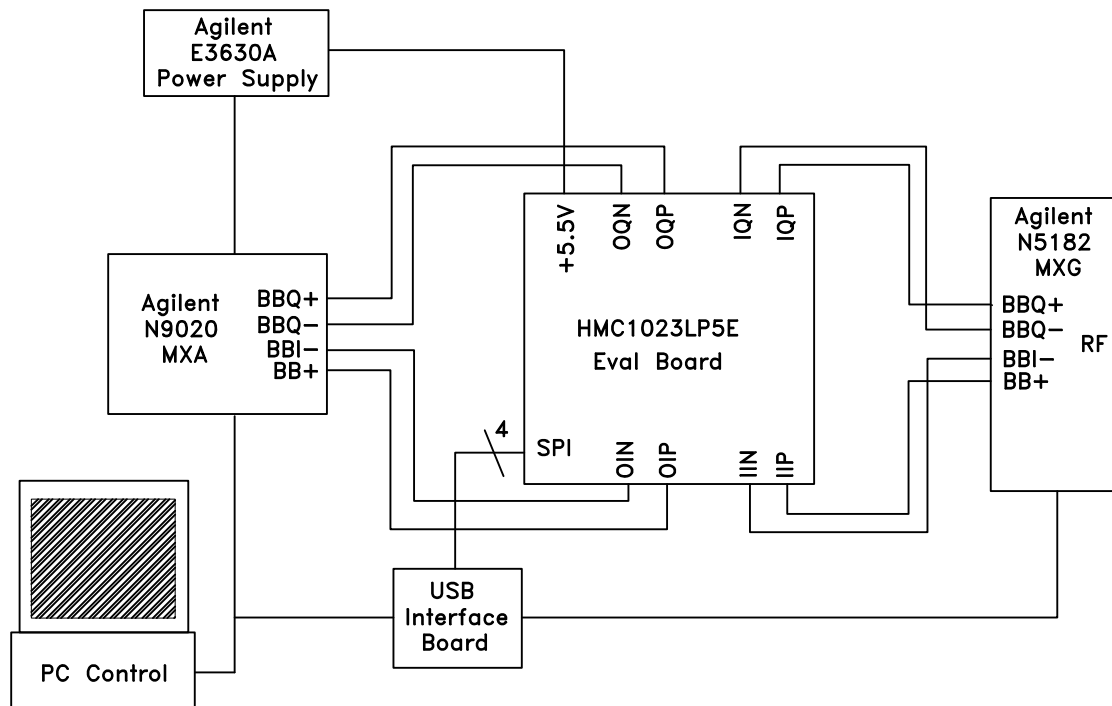 Agilent
E3630A
Power Supply
+5.5V
OQN
OQP
IQN
IQP
Agilent
N5182
MXG
BBQ+
BBQ-
BBI-
BB+
RF
Agilent
N9020
MXA
BBQ+
BBQ-
BBI-
BB+
HMC1023LP5E
Eval Board
4
SPI
OIN
OIP
IIN
IIP
USB
Interface
Board
PC Control